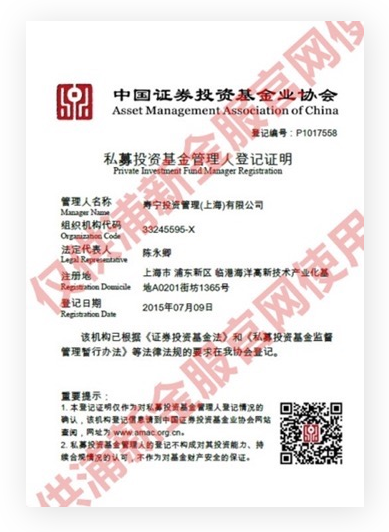 中国证券投资基金业协会
Asset Management Association of China
登记编号：P1017558
私募投资基金管理人登记证明
Private Investment Fund Manager Registration
管理人名称
Manager Name
寿宁投资管理(上海)有限公司
组织机构代码
Organization Code
33245595-X
法定代表人
Legal Representative
陈永卿
注册地
Registration Domicile
上海市 浦东新区 临港海洋高新技术产业化基
地A0201街坊1365号
登记日期
Registration Date
2015年07月09日
该机构已根据《证券投资基金法》和《私募投资基金监督
管理暂行办法》等法律法规的要求在我协会登记。
重要提示：
1. 本登记证明仅作为对私募投资基金管理人登记情况的
确认，该机构登记信息请到中国证券投资基金业协会网站
查阅，网址为 www.amac.org.cn。
2. 私募投资基金管理人的登记不构成对其投资能力、持
续合规情况的认可，不作为对基金财产安全的保证。
仅供浦新金服官网使用
供浦新金服官网使用